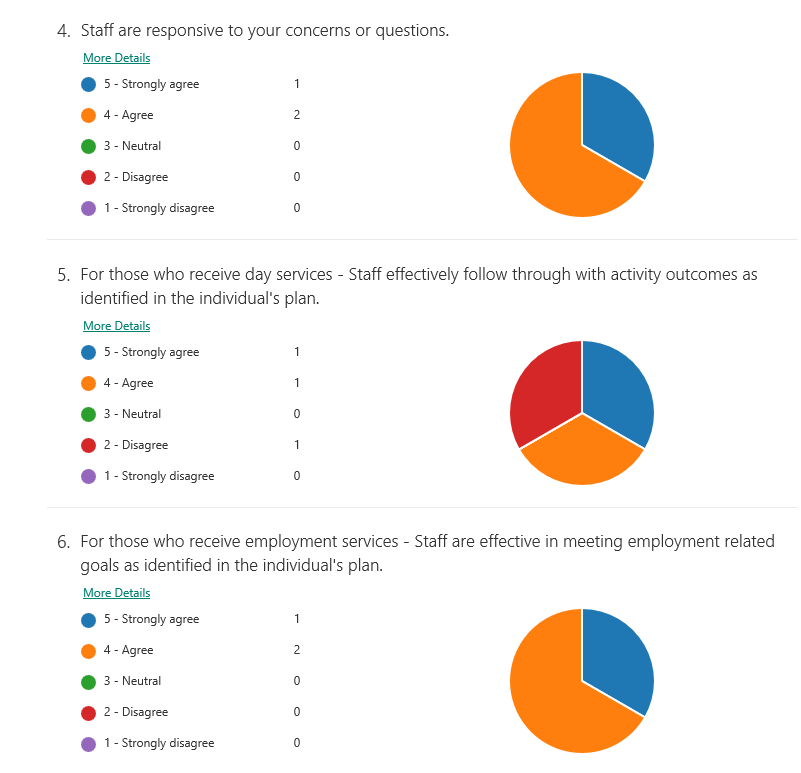 4. Staff are responsive to your concerns or questions.
More Details
5 - Strongly agree 1
4 - Agree 2
3 - Neutral 0
2 - Disagree 0
1 - Strongly disagree 0
5. For those who receive day services - Staff effectively follow through with activity outcomes as
identified in the individual's plan.
More Details
5 - Strongly agree 1
4 - Agree 1
3 - Neutral 0
2 - Disagree 1
1 - Strongly disagree 0
6. For those who receive employment services - Staff are effective in meeting employment related
goals as identified in the individual's plan.
More Details
5 - Strongly agree 1
4 - Agree 2
3 - Neutral 0
2 - Disagree 0
1 - Strongly disagree 0